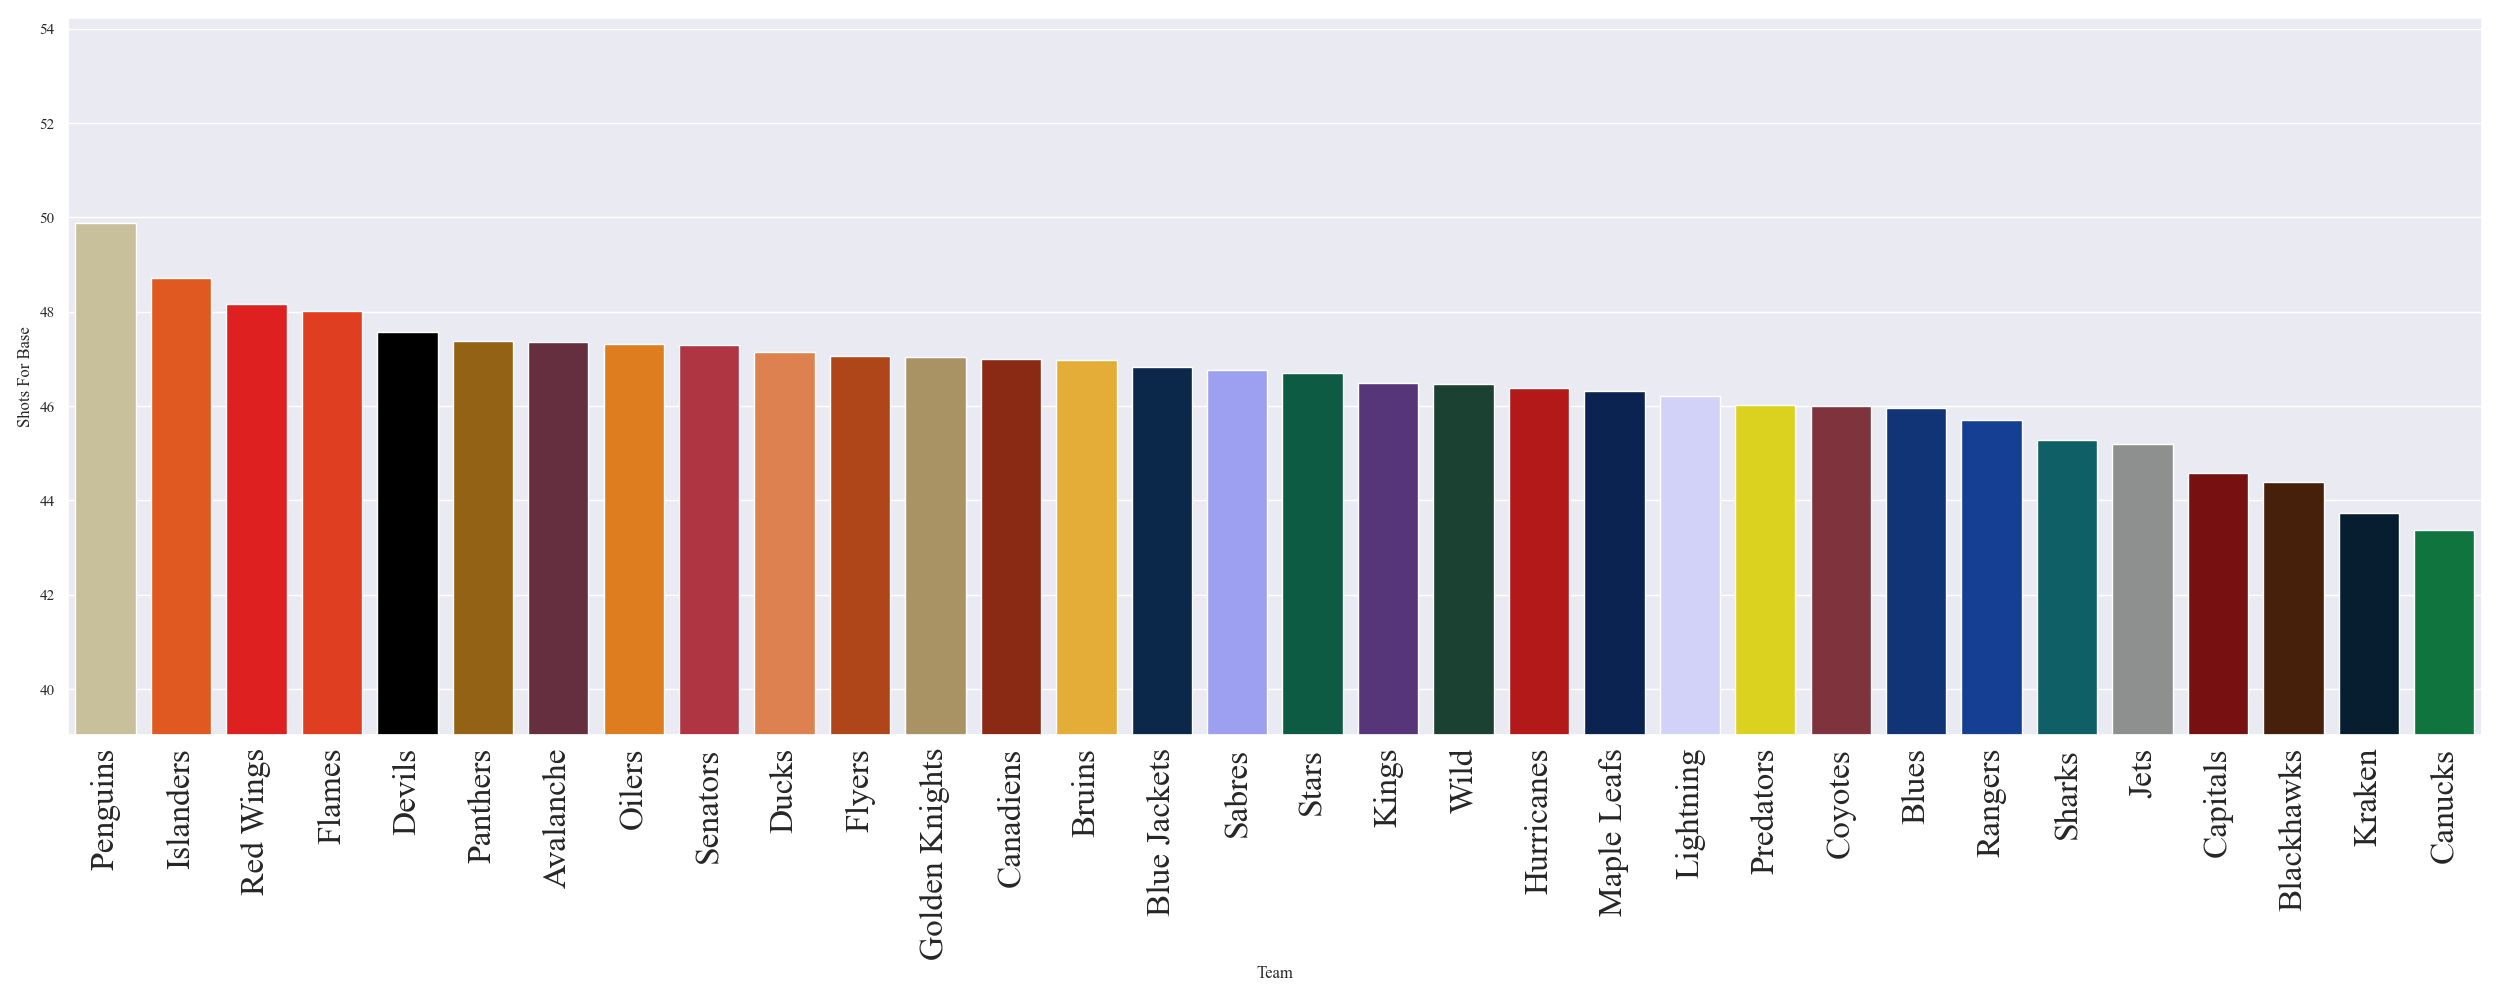 54
52
50
48
46
44
42
40
Shots For Base
Penguins
Islanders
Red Wings
Flames
Devils
Panthers
Avalanche
Oilers
Senators
Ducks
Flyers
Golden Knights
Canadiens
Bruins
Blue Jackets
Sabres
Stars
Kings
Wild
Hurricanes
Maple Leafs
Lightning
Predators
Coyotes
Blues
Rangers
Sharks
Jets
Capitals
Blackhawks
Kraken
Canucks
Team